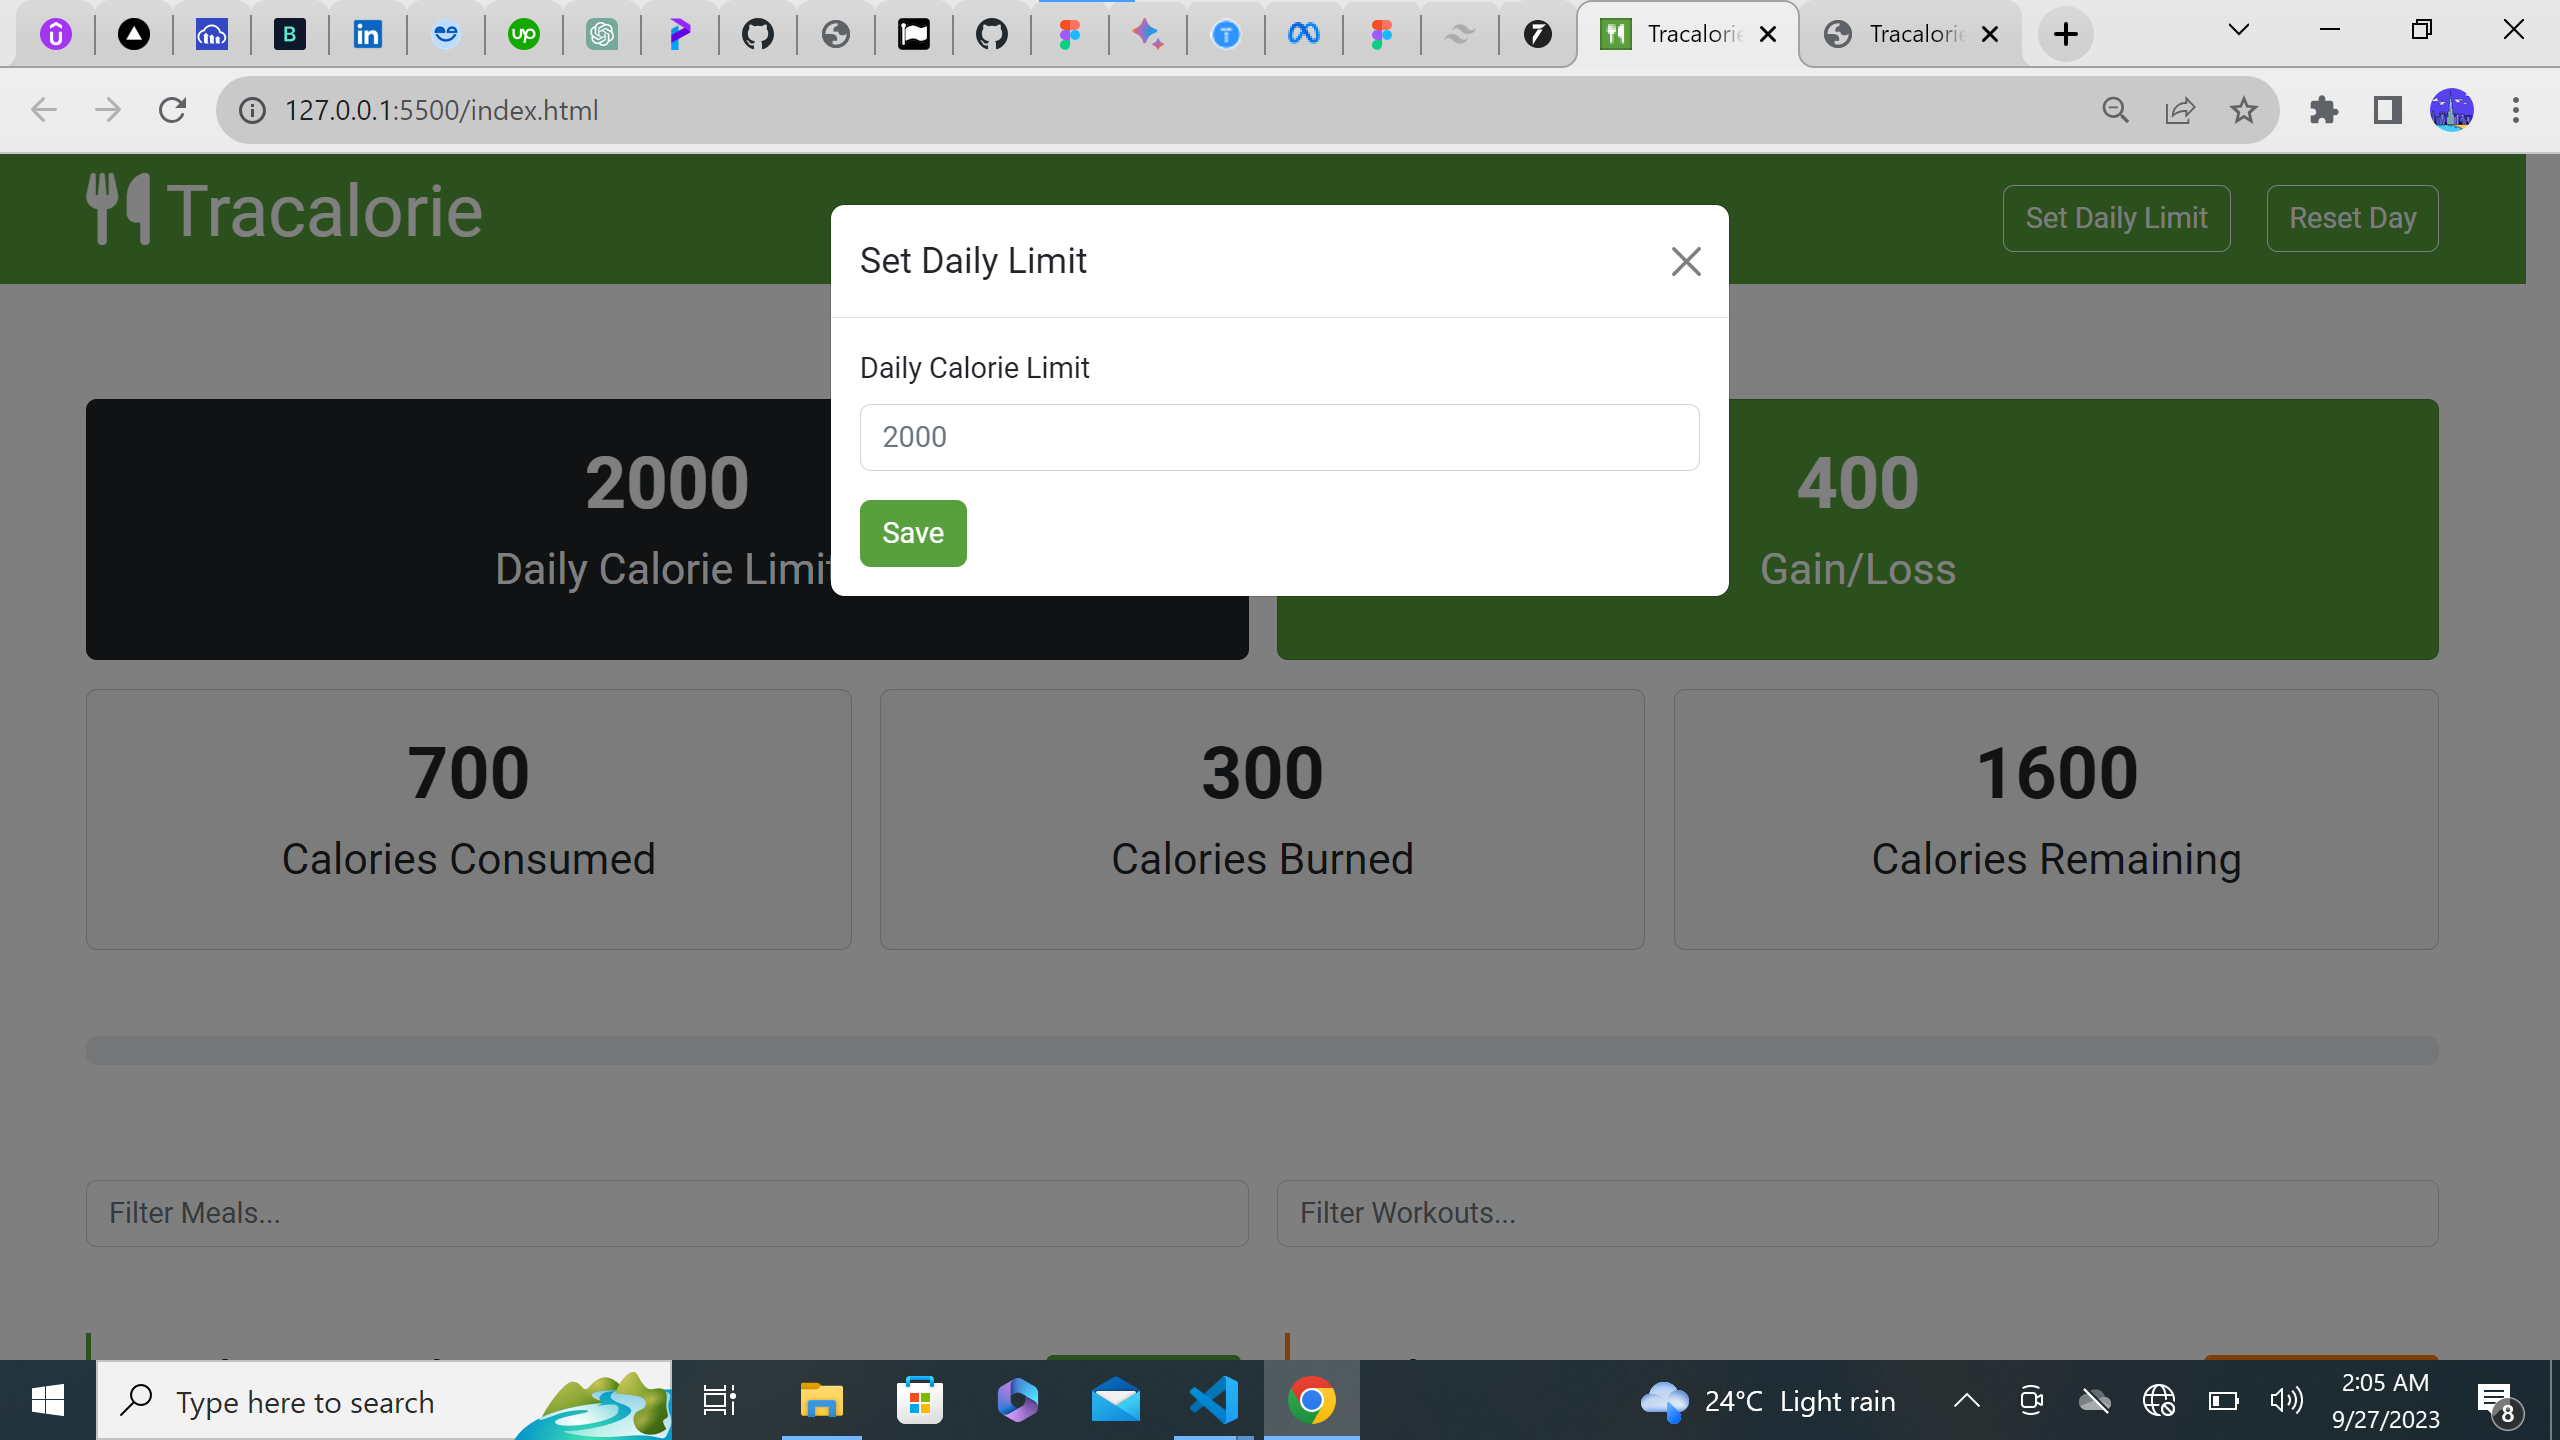 Tracalorie
Tracalorie
127.0.0.1:5500/index.html
Tracalorie
Set Daily Limit
Reset Day
Set Daily Limit
Daily Calorie Limit
2000
Save
2000
Daily Calorie Limit
400
Gain/Loss
700
Calories Consumed
300
Calories Burned
1600
Calories Remaining
Filter Meals...
Filter Workouts...
Type here to search
24°C Light rain
2:05 AM
9/27/2023
8